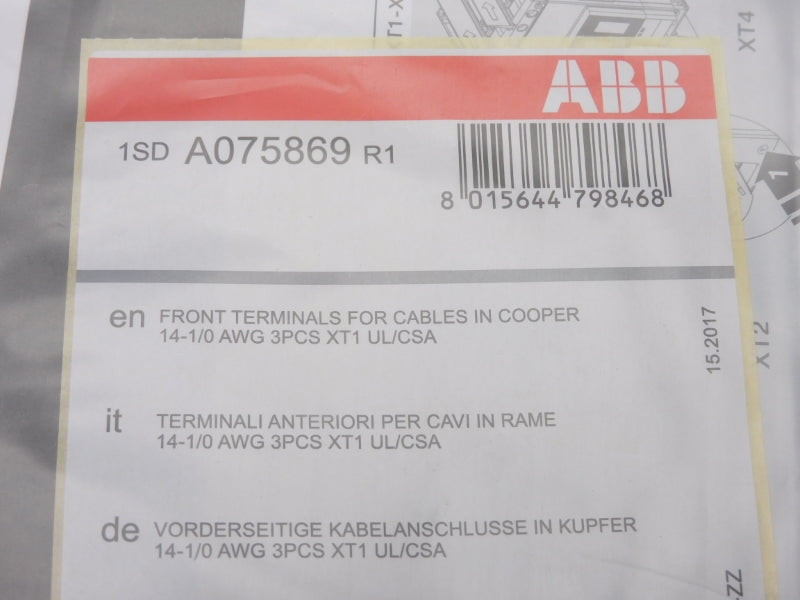 XT4
ABB
1SD A075869 R1
8 015644 798468
1
en FRONT TERMINALS FOR CABLES IN COOPER
14-1/0 AWG 3PCS XT1 UL/CSA
15.2017
XT2
it TERMINALI ANTERIORI PER CAVI IN RAME
14-1/0 AWG 3PCS XT1 UL/CSA
de VORDERSEITIGE KABELANSCHLUSSE IN KUPFER
14-1/0 AWG 3PCS XT1 UL/CSA